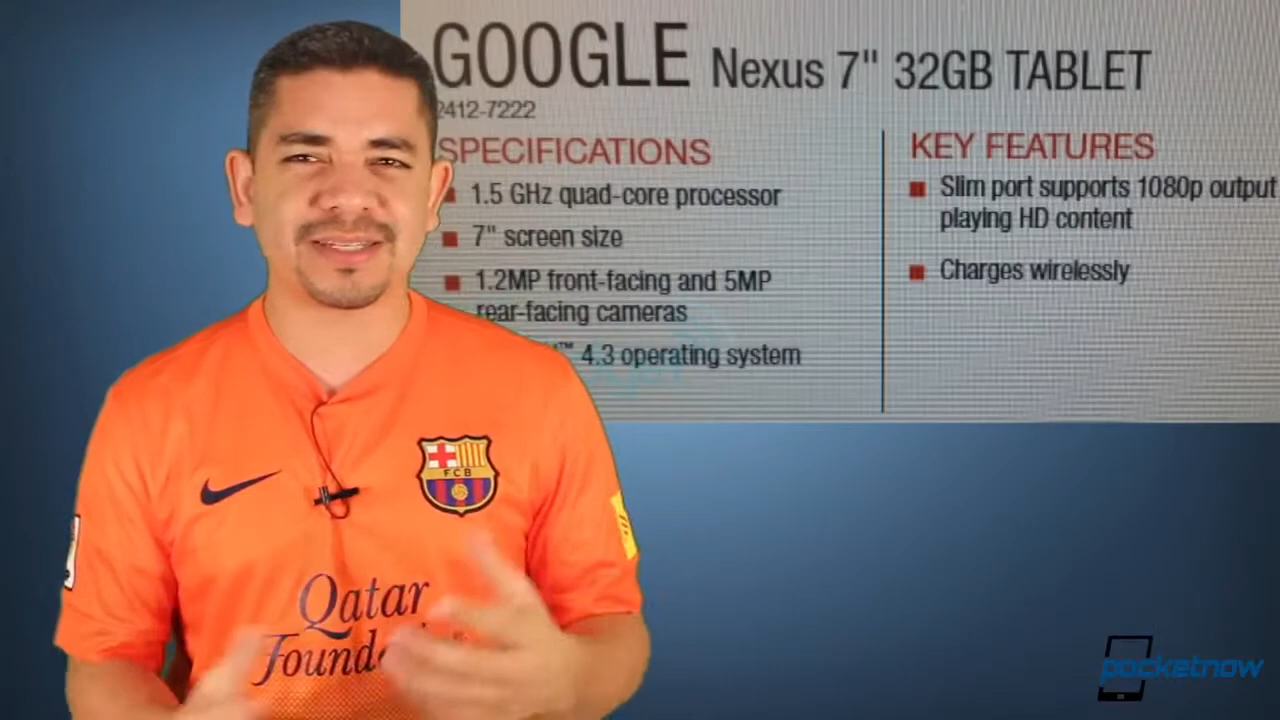 GOOGLE Nexus 7" 32GB TABLET
2412-7222
SPECIFICATIONS
1.5 GHz quad-core processor
7" screen size
1.2MP front-facing and 5MP
rear-facing cameras
™ 4.3 operating system
KEY FEATURES
Slim port supports 1080p output
playing HD content
Charges wirelessly
FCB
Qatar
pocketnow